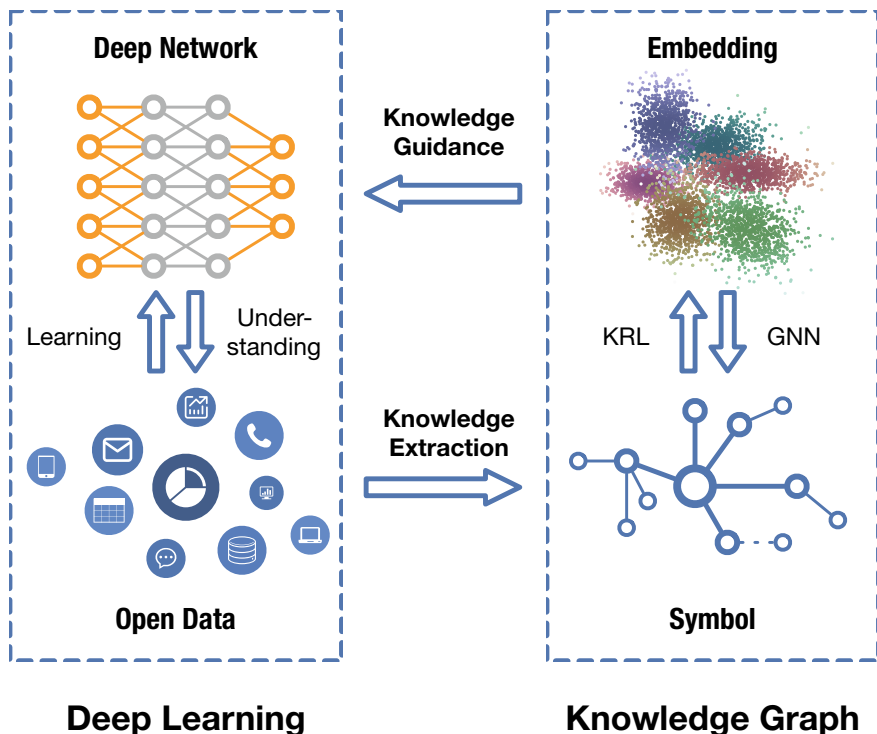 Deep Network
Embedding
Knowledge
Guidance
Learning
Under-
standing
KRL
GNN
Knowledge
Extraction
Open Data
Symbol
Deep Learning
Knowledge Graph